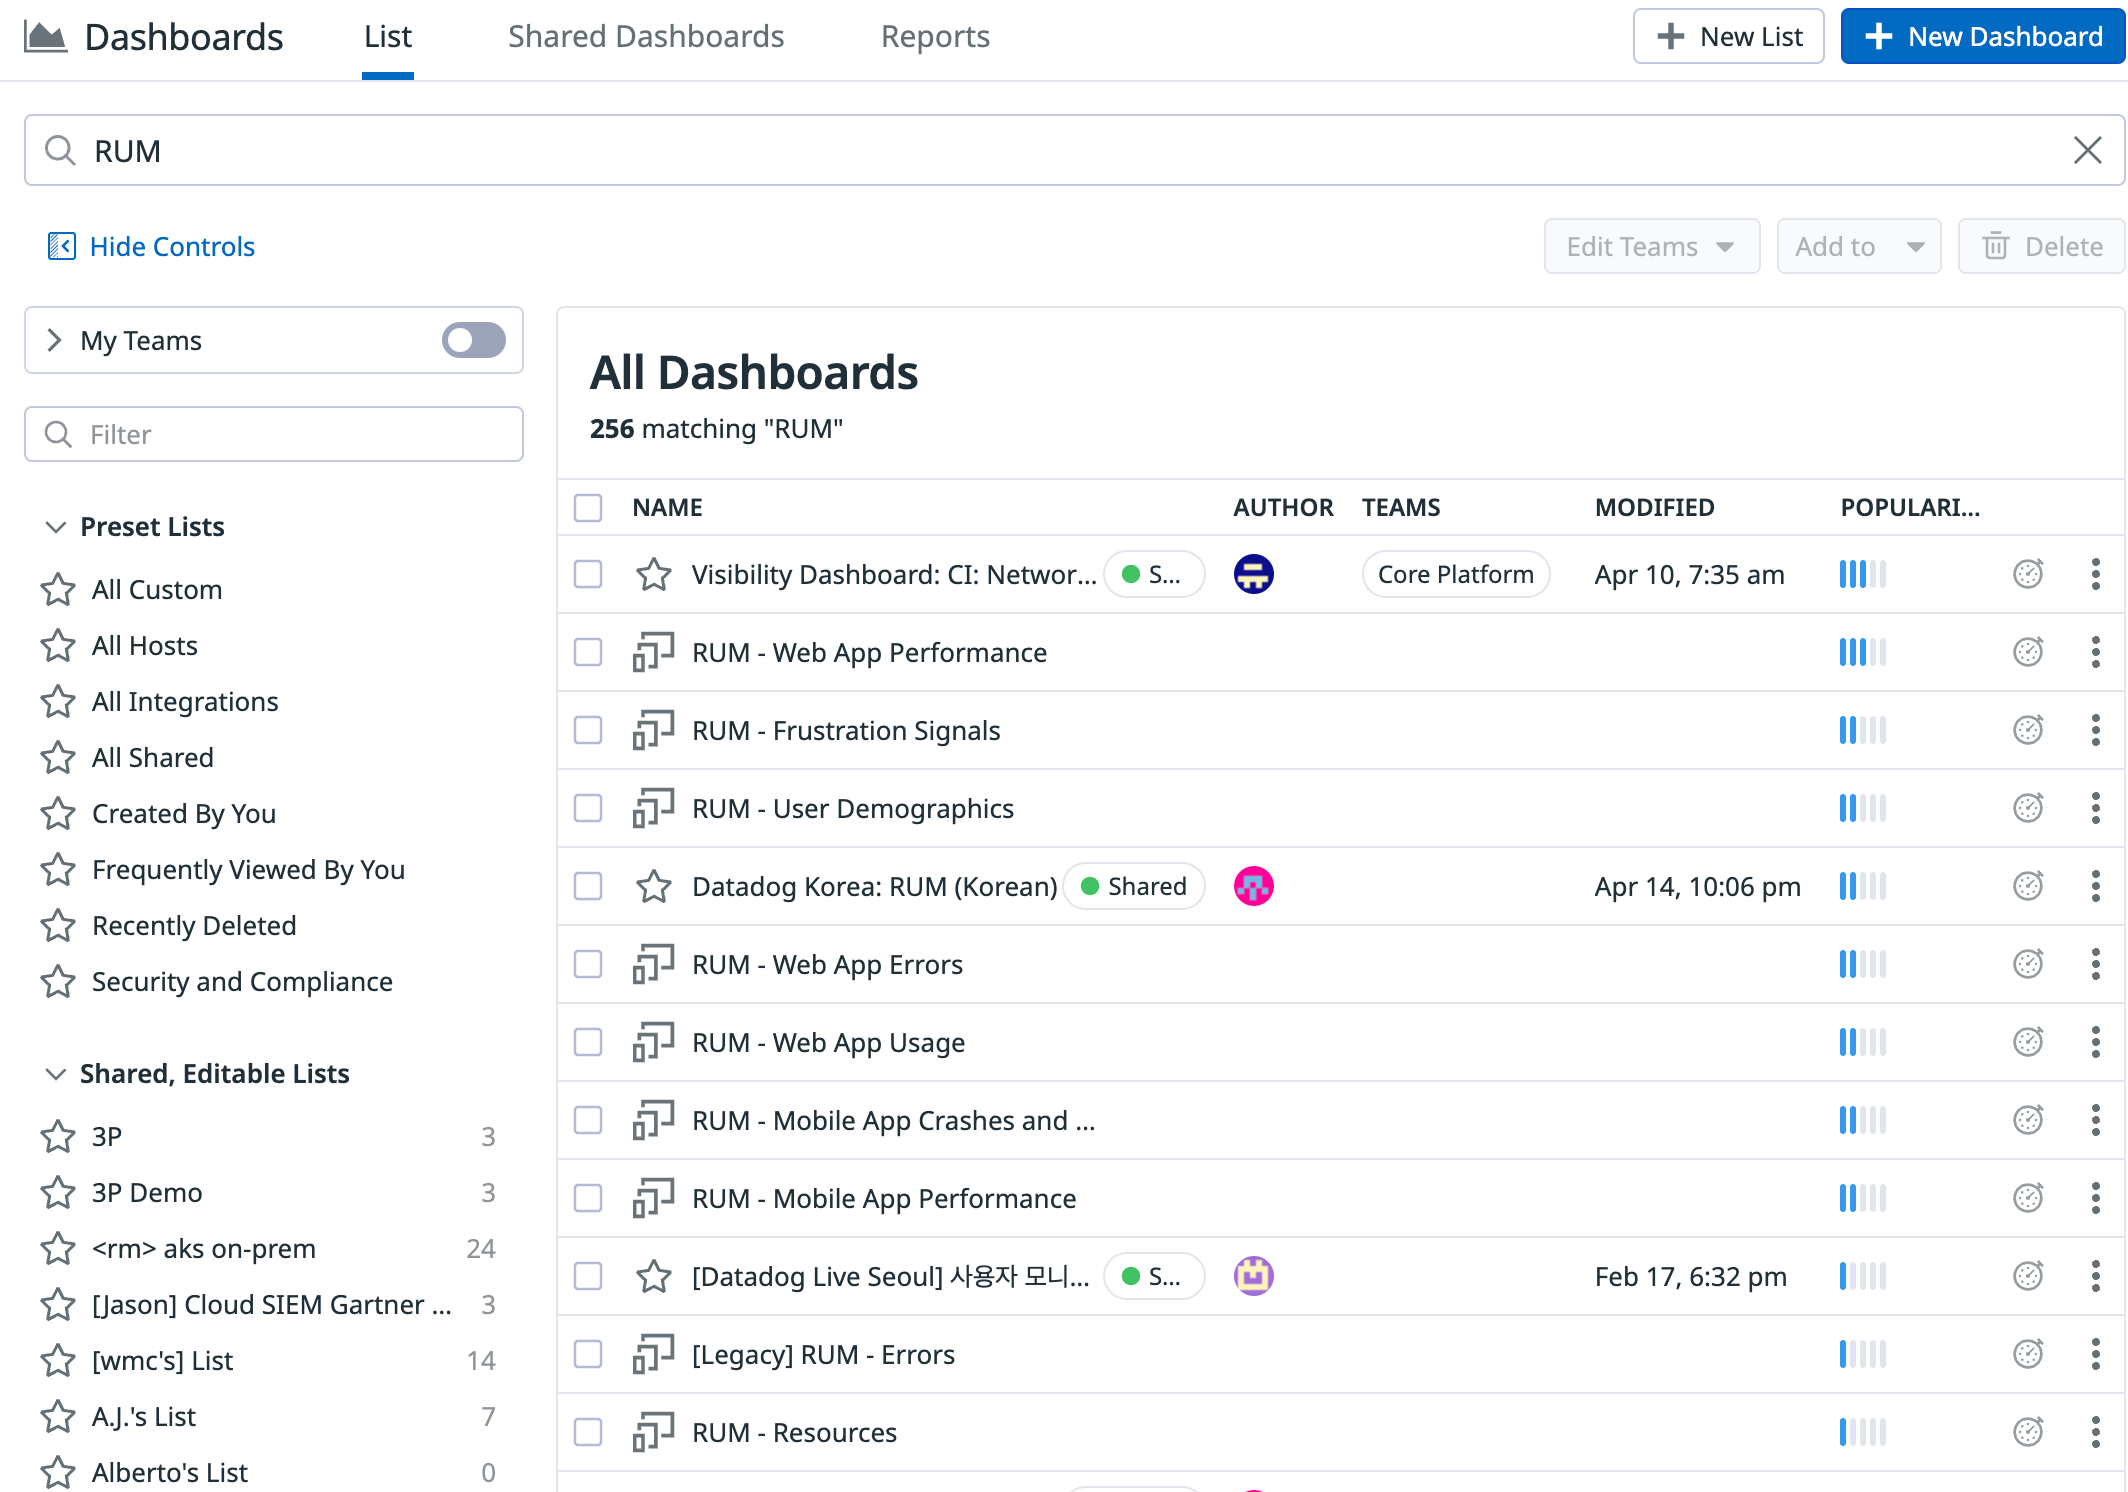 Dashboards List Shared Dashboards Reports New List New Dashboard
RUM
Hide Controls Edit Teams Add to Delete
My Teams
Filter
Preset Lists
All Custom
All Hosts
All Integrations
All Shared
Created By You
Frequently Viewed By You
Recently Deleted
Security and Compliance
Shared, Editable Lists
3P 3
3P Demo 3
<rm> aks on-prem 24
[Jason] Cloud SIEM Gartner ... 3
[wmc's] List 14
A.J.'s List 7
Alberto's List 0
All Dashboards
256 matching "RUM"
NAME AUTHOR TEAMS MODIFIED POPULARI...
Visibility Dashboard: CI: Networ... S... Core Platform Apr 10, 7:35 am
RUM - Web App Performance
RUM - Frustration Signals
RUM - User Demographics
Datadog Korea: RUM (Korean) Shared Apr 14, 10:06 pm
RUM - Web App Errors
RUM - Web App Usage
RUM - Mobile App Crashes and ...
RUM - Mobile App Performance
[Datadog Live Seoul] 사용자 모니... S... Feb 17, 6:32 pm
[Legacy] RUM - Errors
RUM - Resources